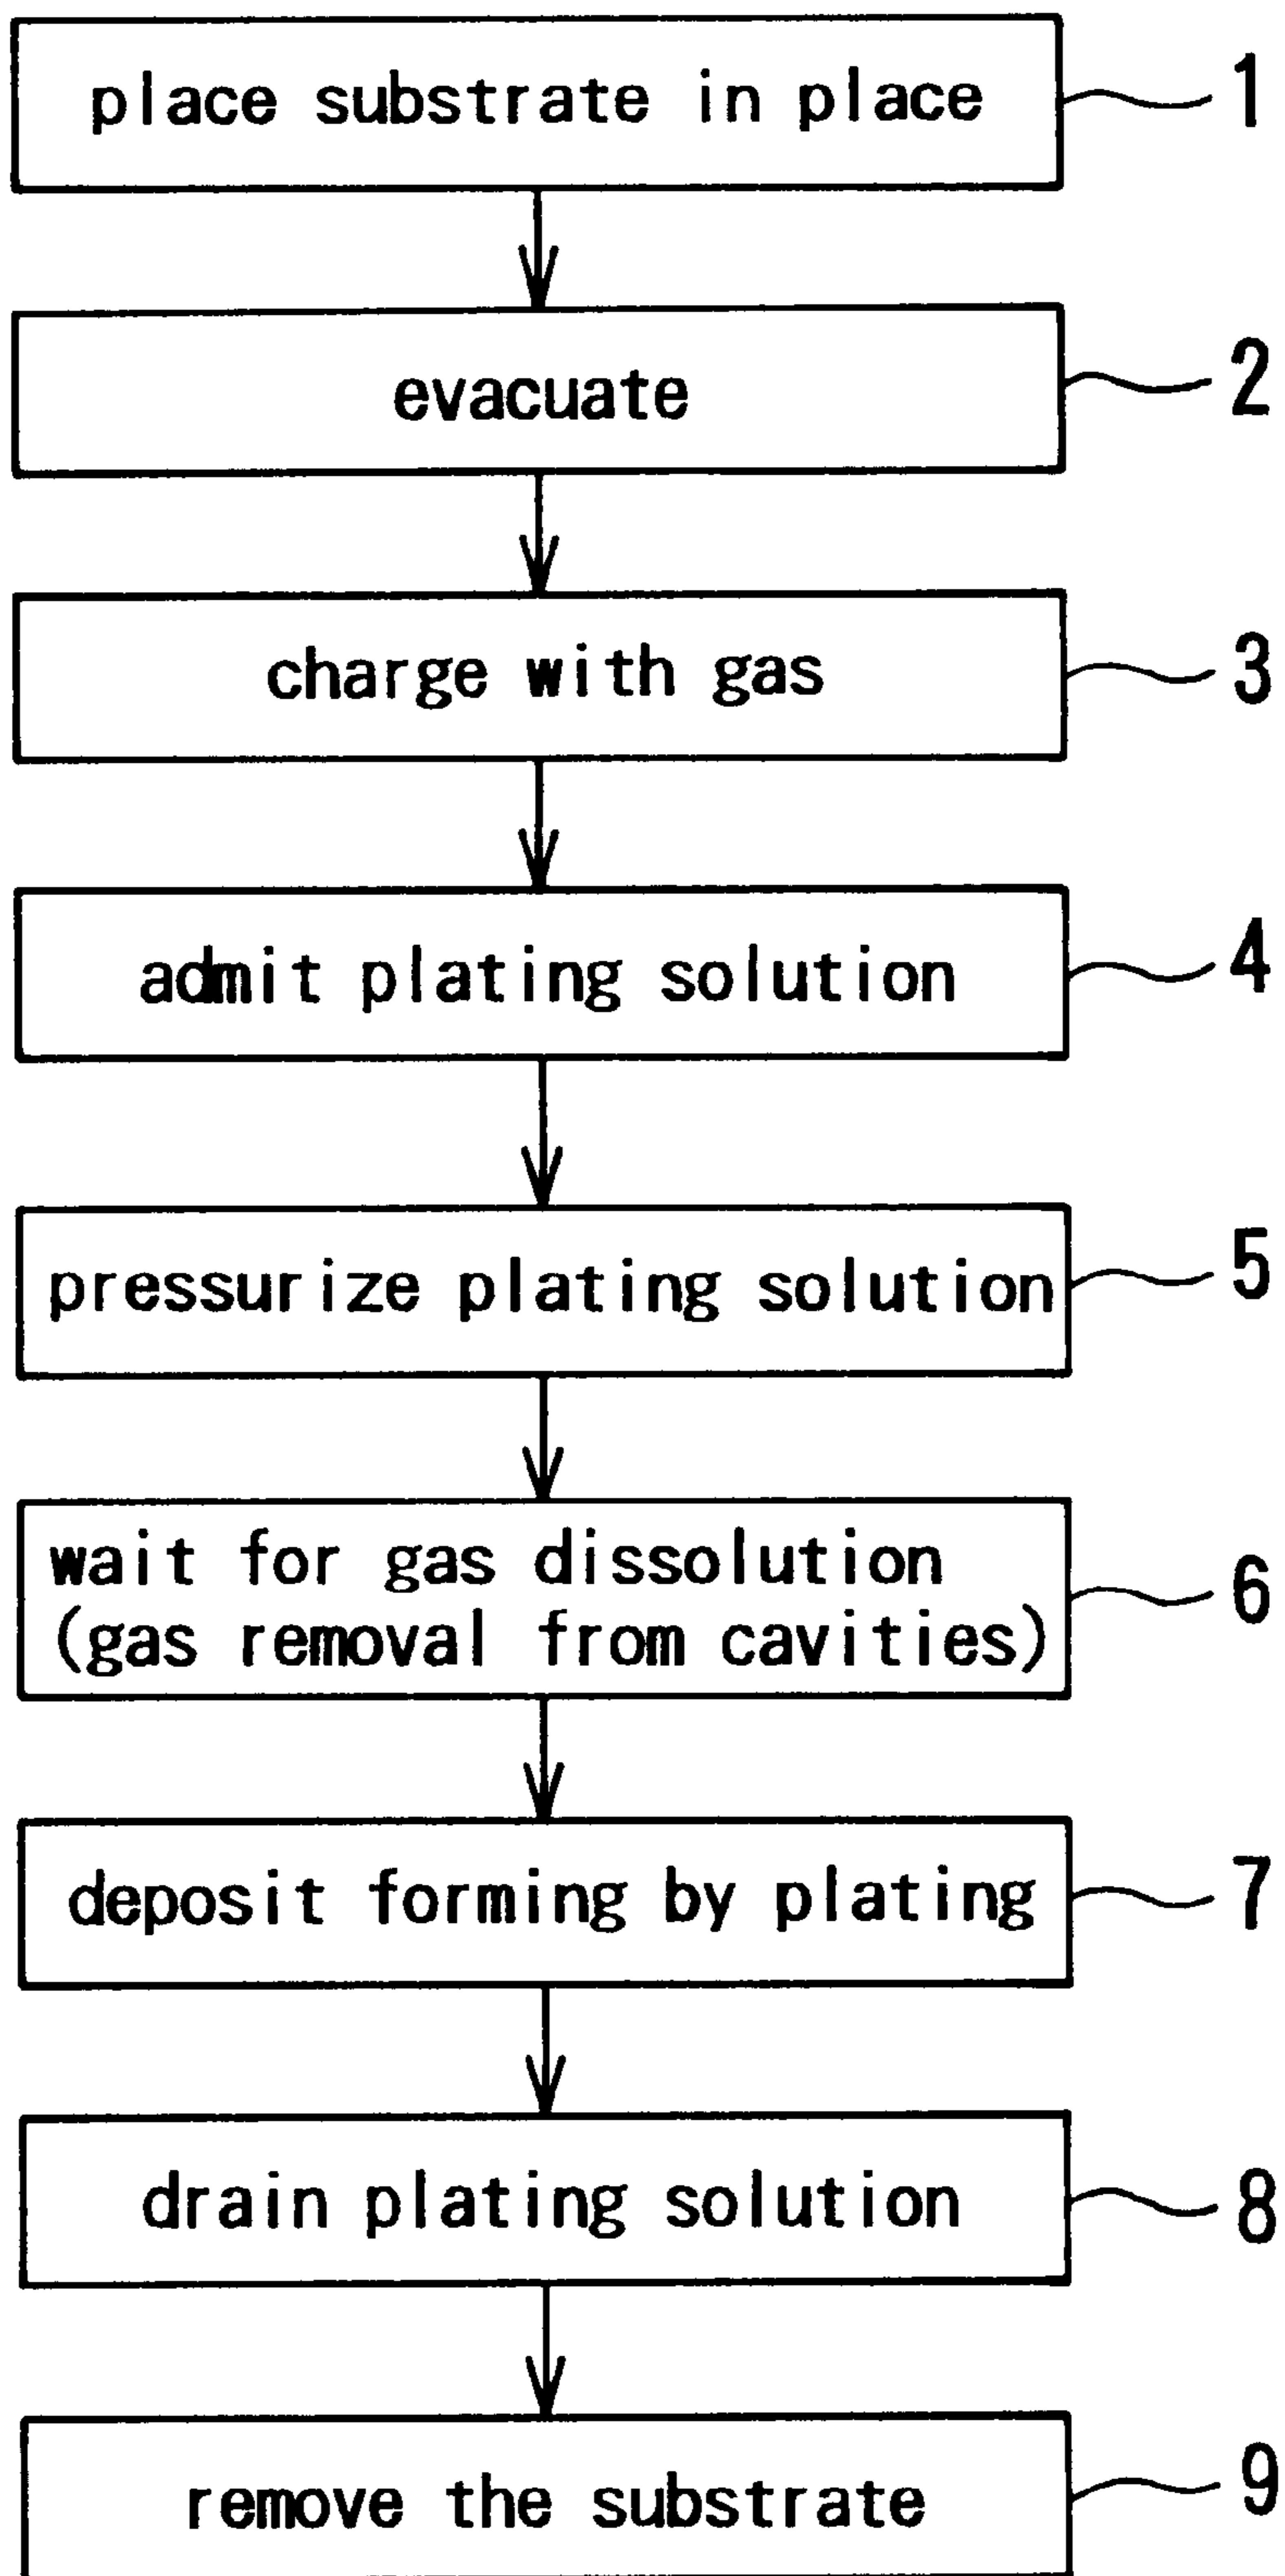 place substrate in place
1
evacuate
2
charge with gas
3
admit plating solution
4
pressurize plating solution
5
wait for gas dissolution
(gas removal from cavities)
6
deposit forming by plating
7
drain plating solution
8
remove the substrate
9